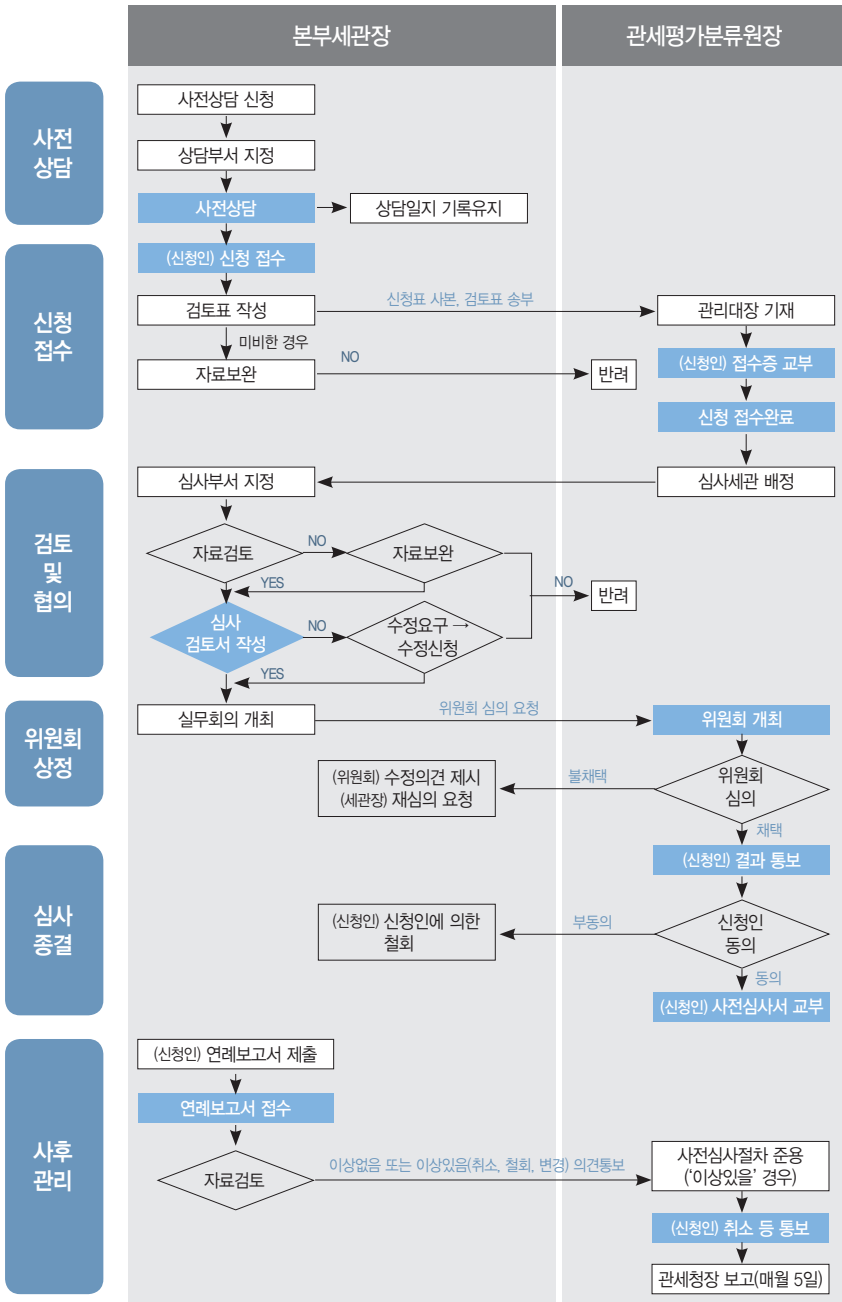 본부세관장
관세평가분류원장
사전
상담
사전상담 신청
상담부서 지정
사전상담
상담일지 기록유지
신청
접수
(신청인) 신청 접수
검토표 작성
신청표 사본, 검토표 송부
관리대장 기재
미비한 경우
자료보완
NO
반려
(신청인) 접수증 교부
신청 접수완료
심사세관 배정
검토
및
협의
심사부서 지정
자료검토
NO
자료보완
YES
NO
반려
심사
검토서 작성
NO
수정요구 →
수정신청
YES
위원회
상정
실무회의 개최
위원회 심의 요청
위원회 개최
위원회
심의
불채택
(위원회) 수정의견 제시
(세관장) 재심의 요청
채택
심사
종결
(신청인) 결과 통보
신청인
동의
부동의
(신청인) 신청인에 의한
철회
동의
(신청인) 사전심사서 교부
사후
관리
(신청인) 연례보고서 제출
연례보고서 접수
자료검토
이상없음 또는 이상있음(취소, 철회, 변경) 의견통보
사전심사절차 준용
(‘이상있을’ 경우)
(신청인) 취소 등 통보
관세청장 보고(매월 5일)